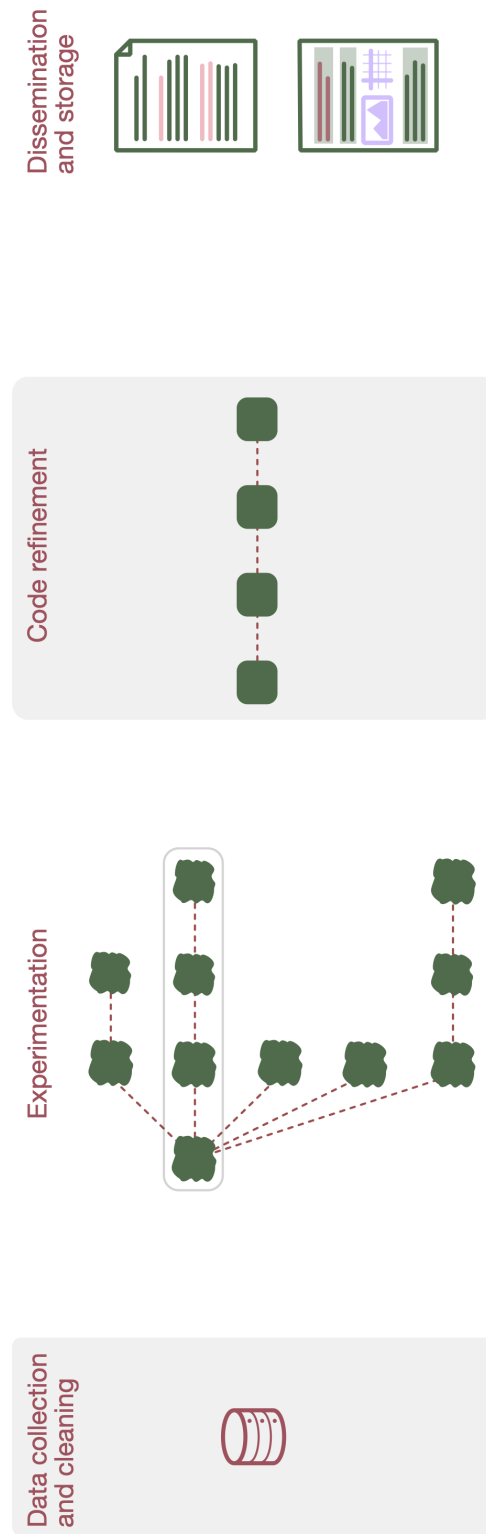 Data collection
and cleaning
Experimentation
Code refinement
Dissemination
and storage